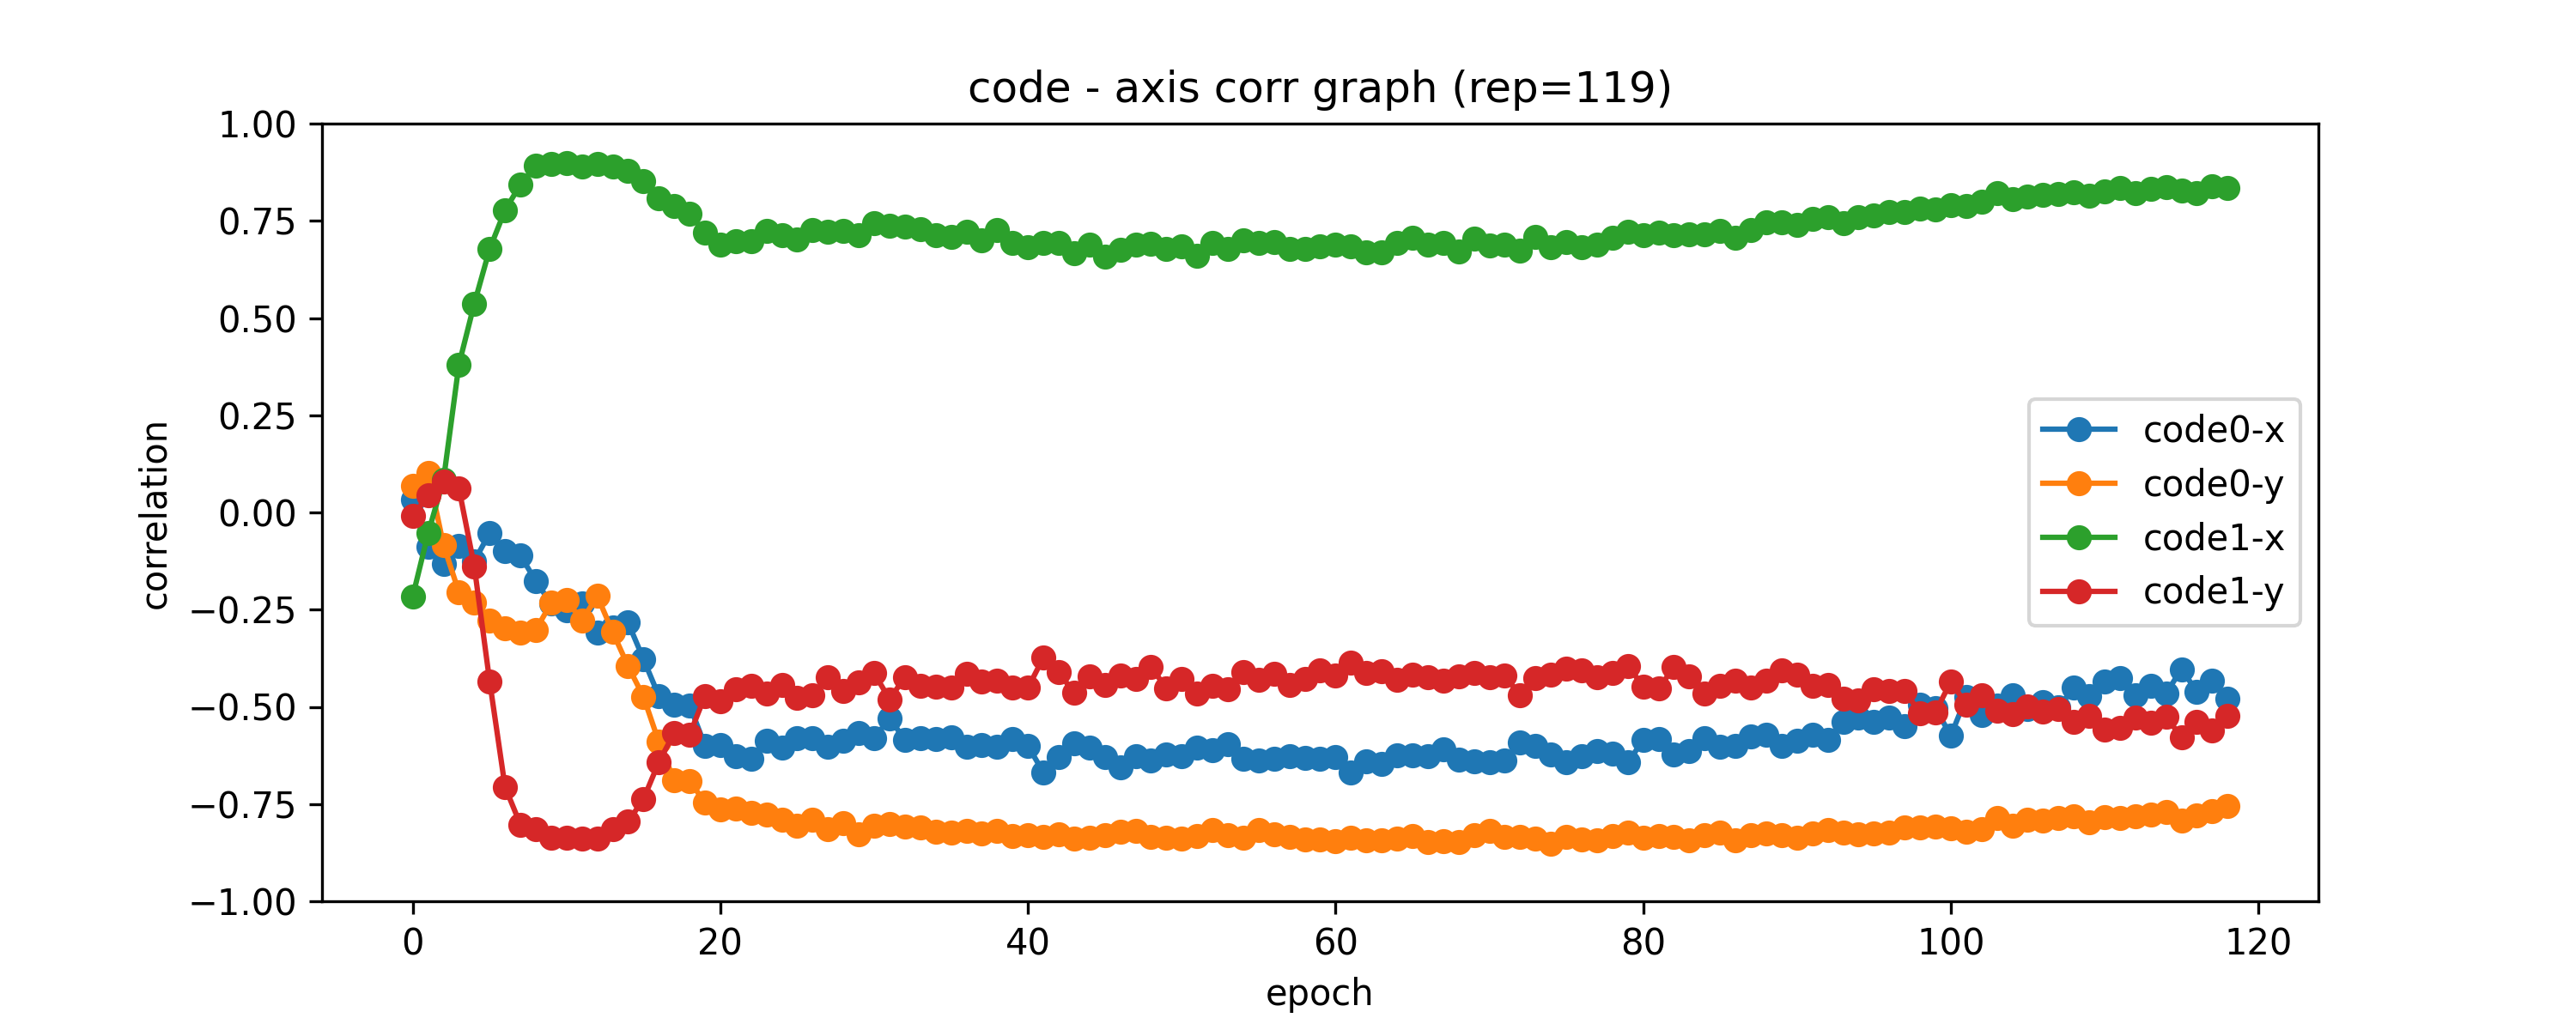 code - axis corr graph (rep=119)
1.00
0.75
0.50
0.25
0.00
−0.25
−0.50
−0.75
−1.00
correlation
code0-x
code0-y
code1-x
code1-y
0 20 40 60 80 100 120
epoch